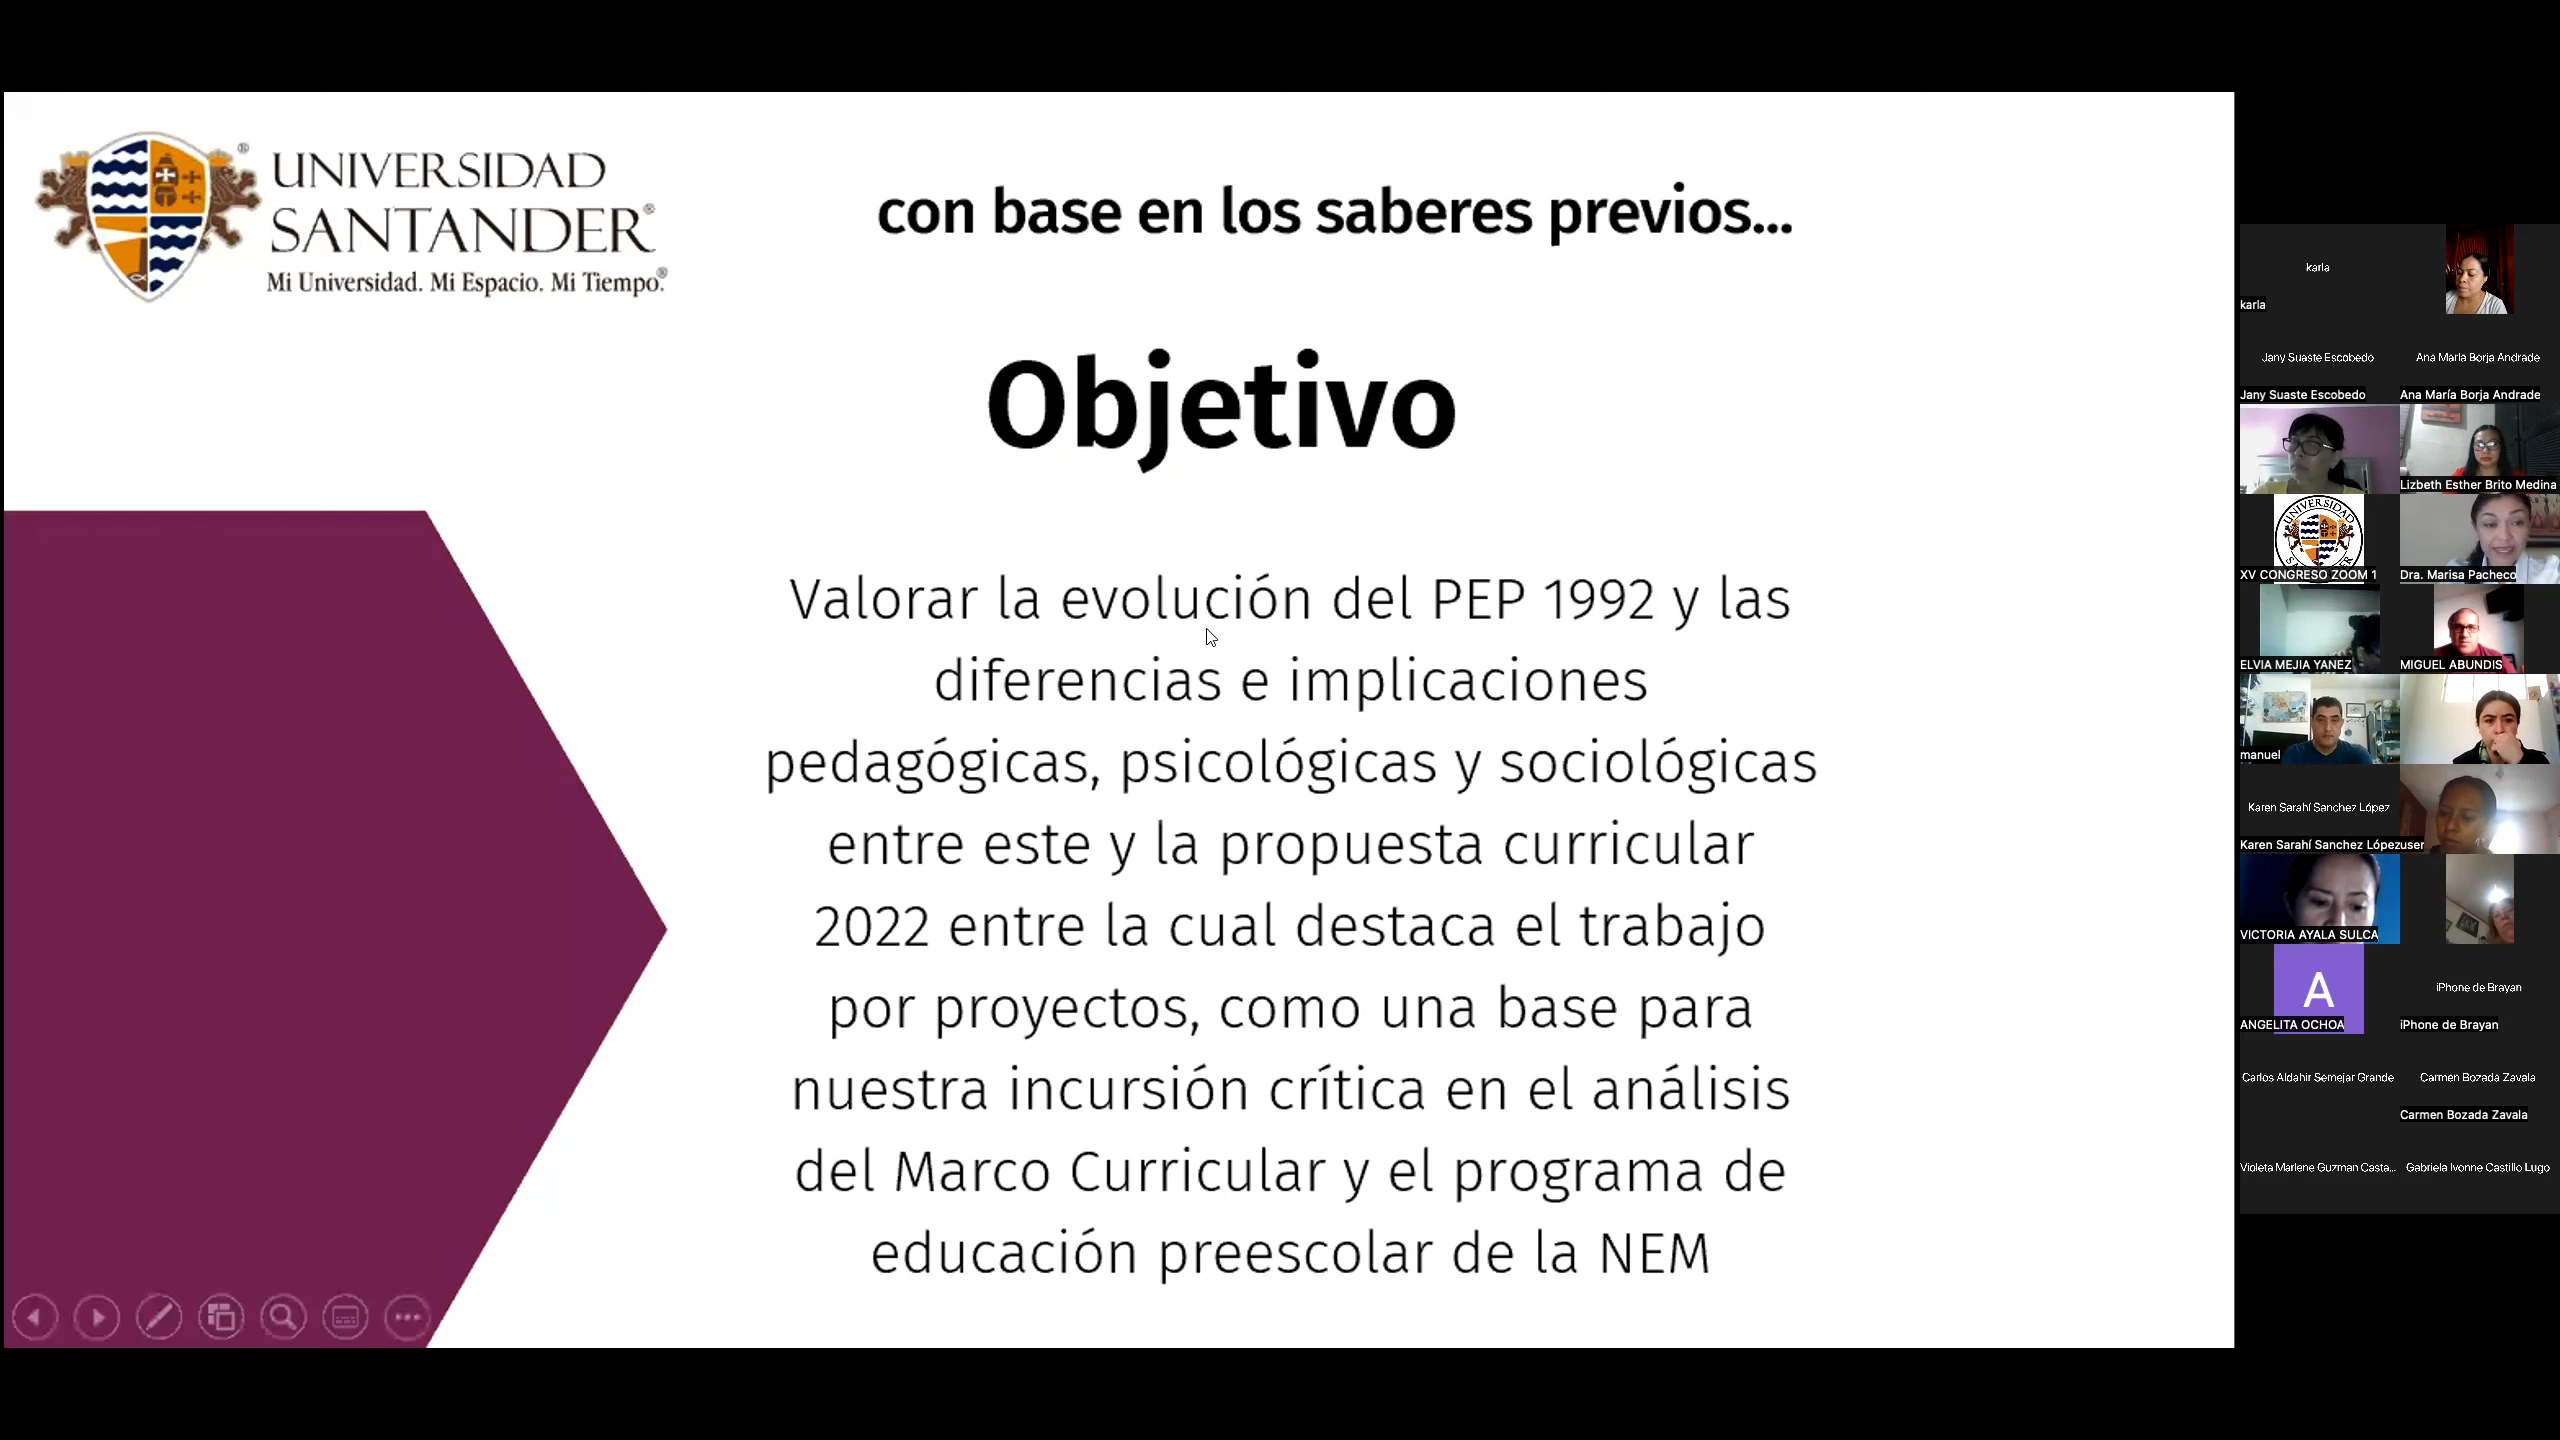 UNIVERSIDAD
SANTANDER®
Mi Universidad. Mi Espacio. Mi Tiempo.®
con base en los saberes previos...
Objetivo
Valorar la evolución del PEP 1992 y las
diferencias e implicaciones
pedagógicas, psicológicas y sociológicas
entre este y la propuesta curricular
2022 entre la cual destaca el trabajo
por proyectos, como una base para
nuestra incursión crítica en el análisis
del Marco Curricular y el programa de
educación preescolar de la NEM
karla
karla
Jany Suaste Escobedo
Ana María Borja Andrade
Jany Suaste Escobedo
Ana María Borja Andrade
Lizbeth Esther Brito Medina
UNIVERSIDAD
XV CONGRESO ZOOM 1
Dra. Marisa Pacheco
ELVIA MEJIA YANEZ
MIGUEL ABUNDIS
manuel
Karen Sarahí Sanchez López
Karen Sarahí Sanchez López
user
VICTORIA AYALA SULCA
A
ANGELITA OCHOA
iPhone de Brayan
iPhone de Brayan
Carlos Aldahir Semejar Grande
Carmen Bozada Zavala
Carmen Bozada Zavala
Violeta Marlene Guzman Casta...
Gabriela Ivonne Castillo Lugo